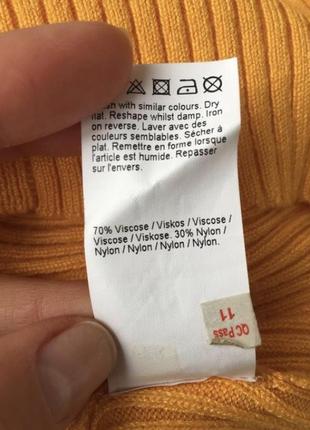 with similar colours. Dry
flat. Reshape whilst damp. Iron
on reverse. Laver avec des
couleurs semblables. Sécher à
plat. Remettre en forme lorsque
l'article est humide. Repasser
sur l'envers.
70% Viscose / Viskos / Viscose /
Viscose / Viskose. 30% Nylon /
Nylon / Nylon / Nylon / Nylon.
QC Pass
11